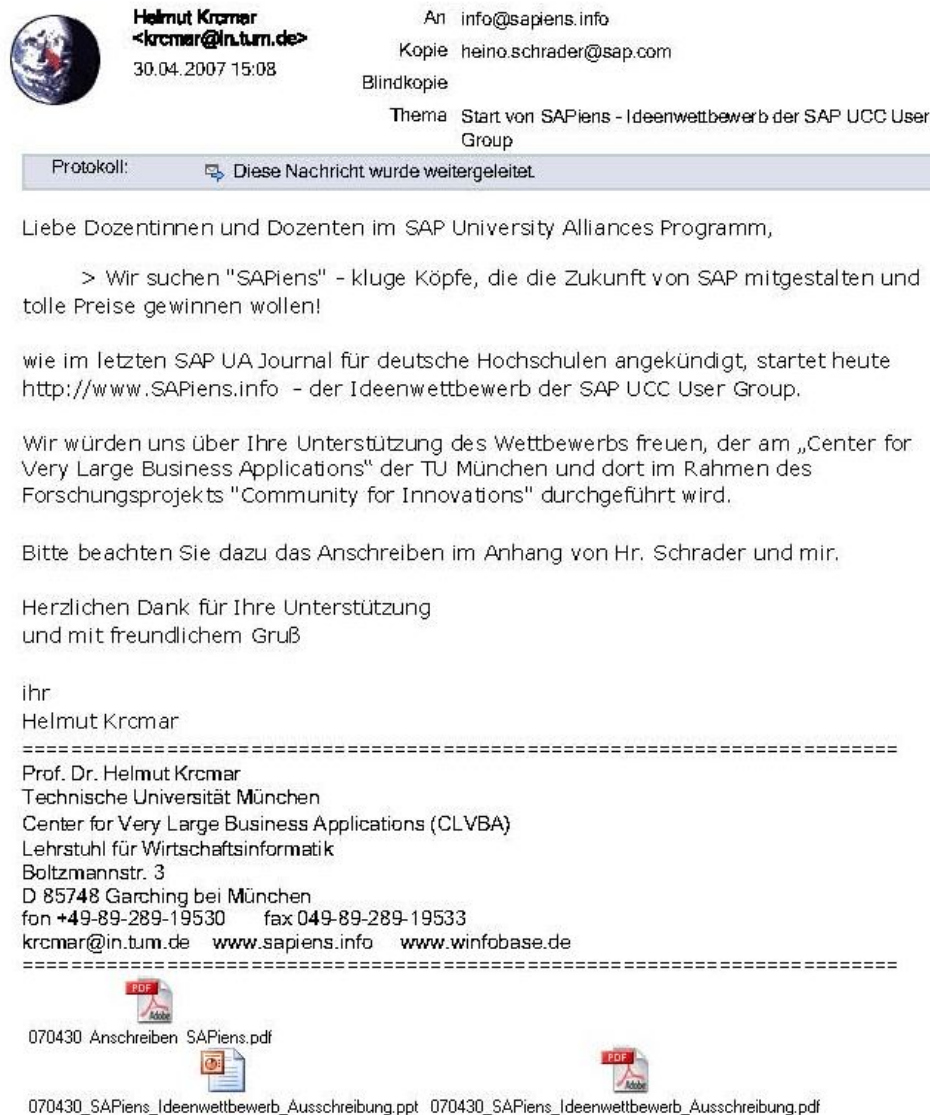 Helmut Krcmar
<krcmar@in.tum.de>
30.04.2007 15:08
An info@sapiens.info
Kopie heino.schrader@sap.com
Blindkopie
Thema Start von SAPiens - Ideenwettbewerb der SAP UCC User
Group
Protokoll: Diese Nachricht wurde weitergeleitet.
Liebe Dozentinnen und Dozenten im SAP University Alliances Programm,
> Wir suchen "SAPiens" - kluge Köpfe, die die Zukunft von SAP mitgestalten und
tolle Preise gewinnen wollen!
wie im letzten SAP UA Journal für deutsche Hochschulen angekündigt, startet heute
http://www.SAPiens.info - der Ideenwettbewerb der SAP UCC User Group.
Wir würden uns über Ihre Unterstützung des Wettbewerbs freuen, der am „Center for
Very Large Business Applications“ der TU München und dort im Rahmen des
Forschungsprojekts "Community for Innovations" durchgeführt wird.
Bitte beachten Sie dazu das Anschreiben im Anhang von Hr. Schrader und mir.
Herzlichen Dank für Ihre Unterstützung
und mit freundlichem Gruß
ihr
Helmut Krcmar
=========================================================================
Prof. Dr. Helmut Krcmar
Technische Universität München
Center for Very Large Business Applications (CLVBA)
Lehrstuhl für Wirtschaftsinformatik
Boltzmannstr. 3
D 85748 Garching bei München
fon +49-89-289-19530 fax 049-89-289-19533
krcmar@in.tum.de www.sapiens.info www.winfobase.de
=========================================================================
PDF
Adobe
070430 Anschreiben SAPiens.pdf
PDF
Adobe
070430_SAPiens_Ideenwettbewerb_Ausschreibung.ppt 070430_SAPiens_Ideenwettbewerb_Ausschreibung.pdf